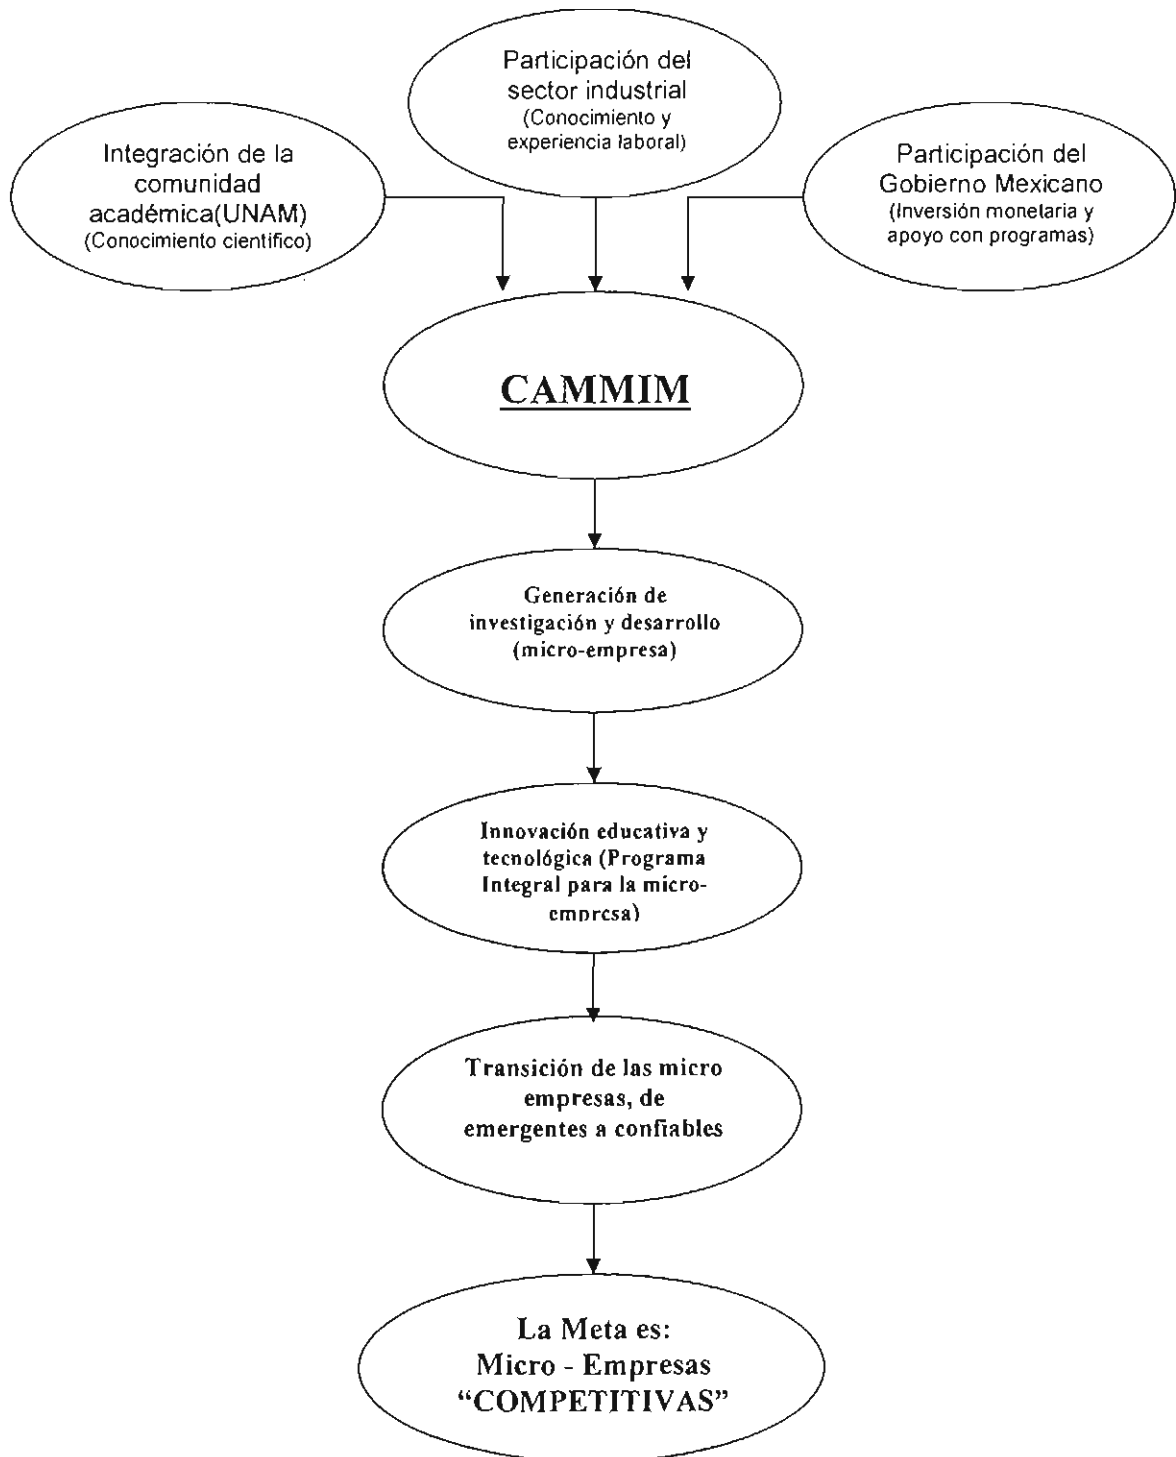 Participación del
sector industrial
(Conocimiento y
experiencia laboral)
Integración de la
comunidad
académica(UNAM)
(Conocimiento científico)
Participación del
Gobierno Mexicano
(Inversión monetaria y
apoyo con programas)
CAMMIM
Generación de
investigación y desarrollo
(micro-empresa)
Innovación educativa y
tecnológica (Programa
Integral para la micro-
empresa)
Transición de las micro
empresas, de
emergentes a confiables
La Meta es:
Micro - Empresas
“COMPETITIVAS”